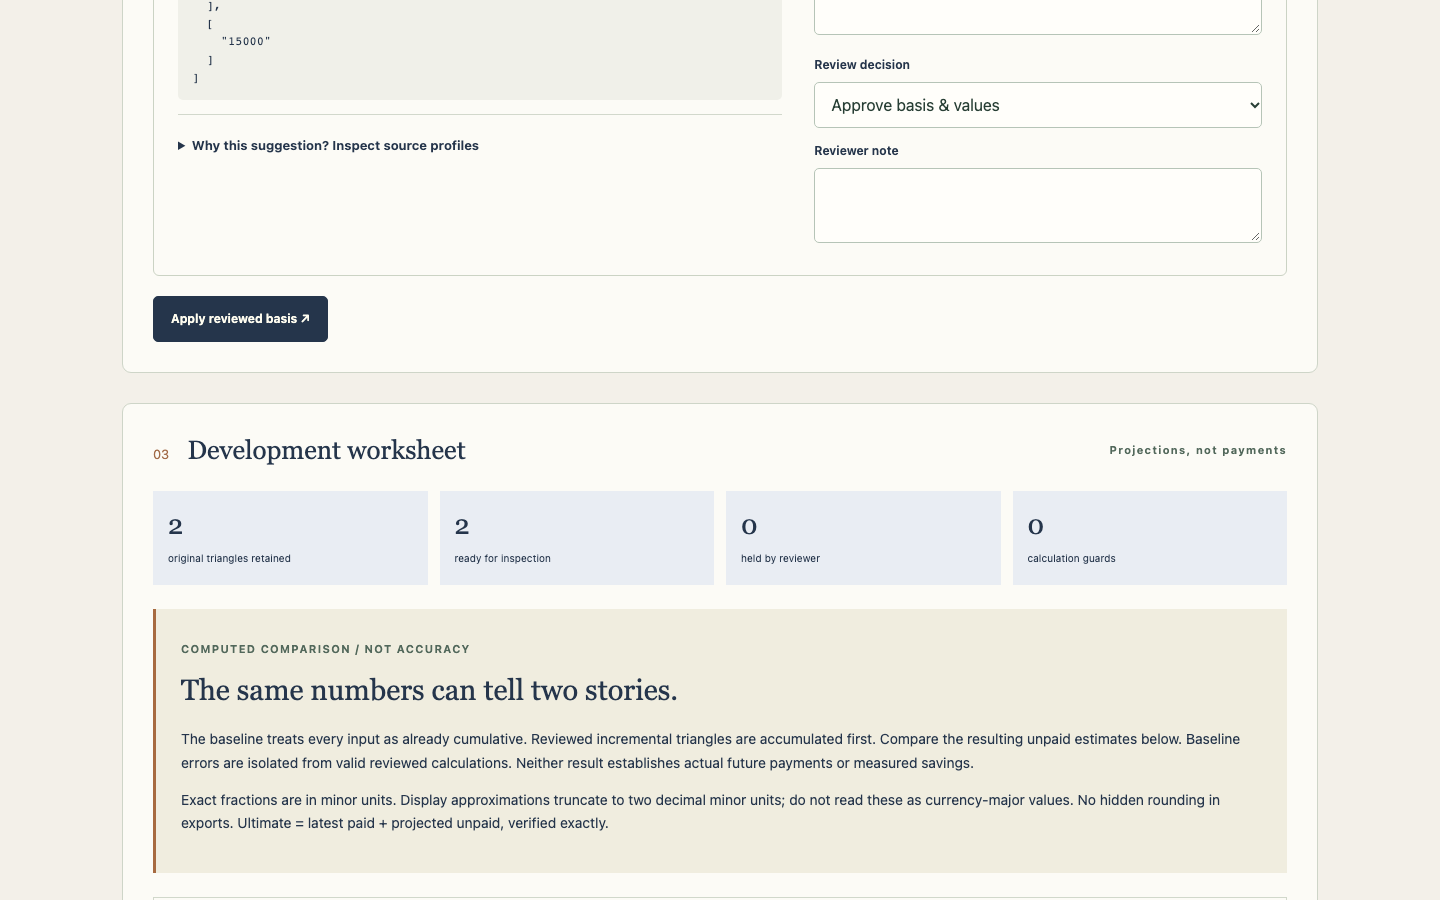 ],
[
"15000"
]
]
▶ Why this suggestion? Inspect source profiles
Review decision
Approve basis & values
Reviewer note
Apply reviewed basis ↗
03 Development worksheet
Projections, not payments
2
original triangles retained
2
ready for inspection
0
held by reviewer
0
calculation guards
COMPUTED COMPARISON / NOT ACCURACY
The same numbers can tell two stories.
The baseline treats every input as already cumulative. Reviewed incremental triangles are accumulated first. Compare the resulting unpaid estimates below. Baseline
errors are isolated from valid reviewed calculations. Neither result establishes actual future payments or measured savings.
Exact fractions are in minor units. Display approximations truncate to two decimal minor units; do not read these as currency-major values. No hidden rounding in
exports. Ultimate = latest paid + projected unpaid, verified exactly.